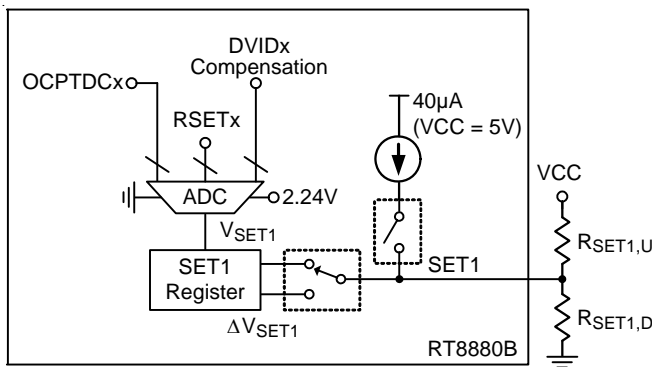 DVIDx
Compensation
OCPTDCx
RSETx
40µA
(VCC = 5V)
VCC
ADC
2.24V
VSET1
SET1
Register
SET1
RSET1,U
ΔVSET1
RSET1,D
RT8880B